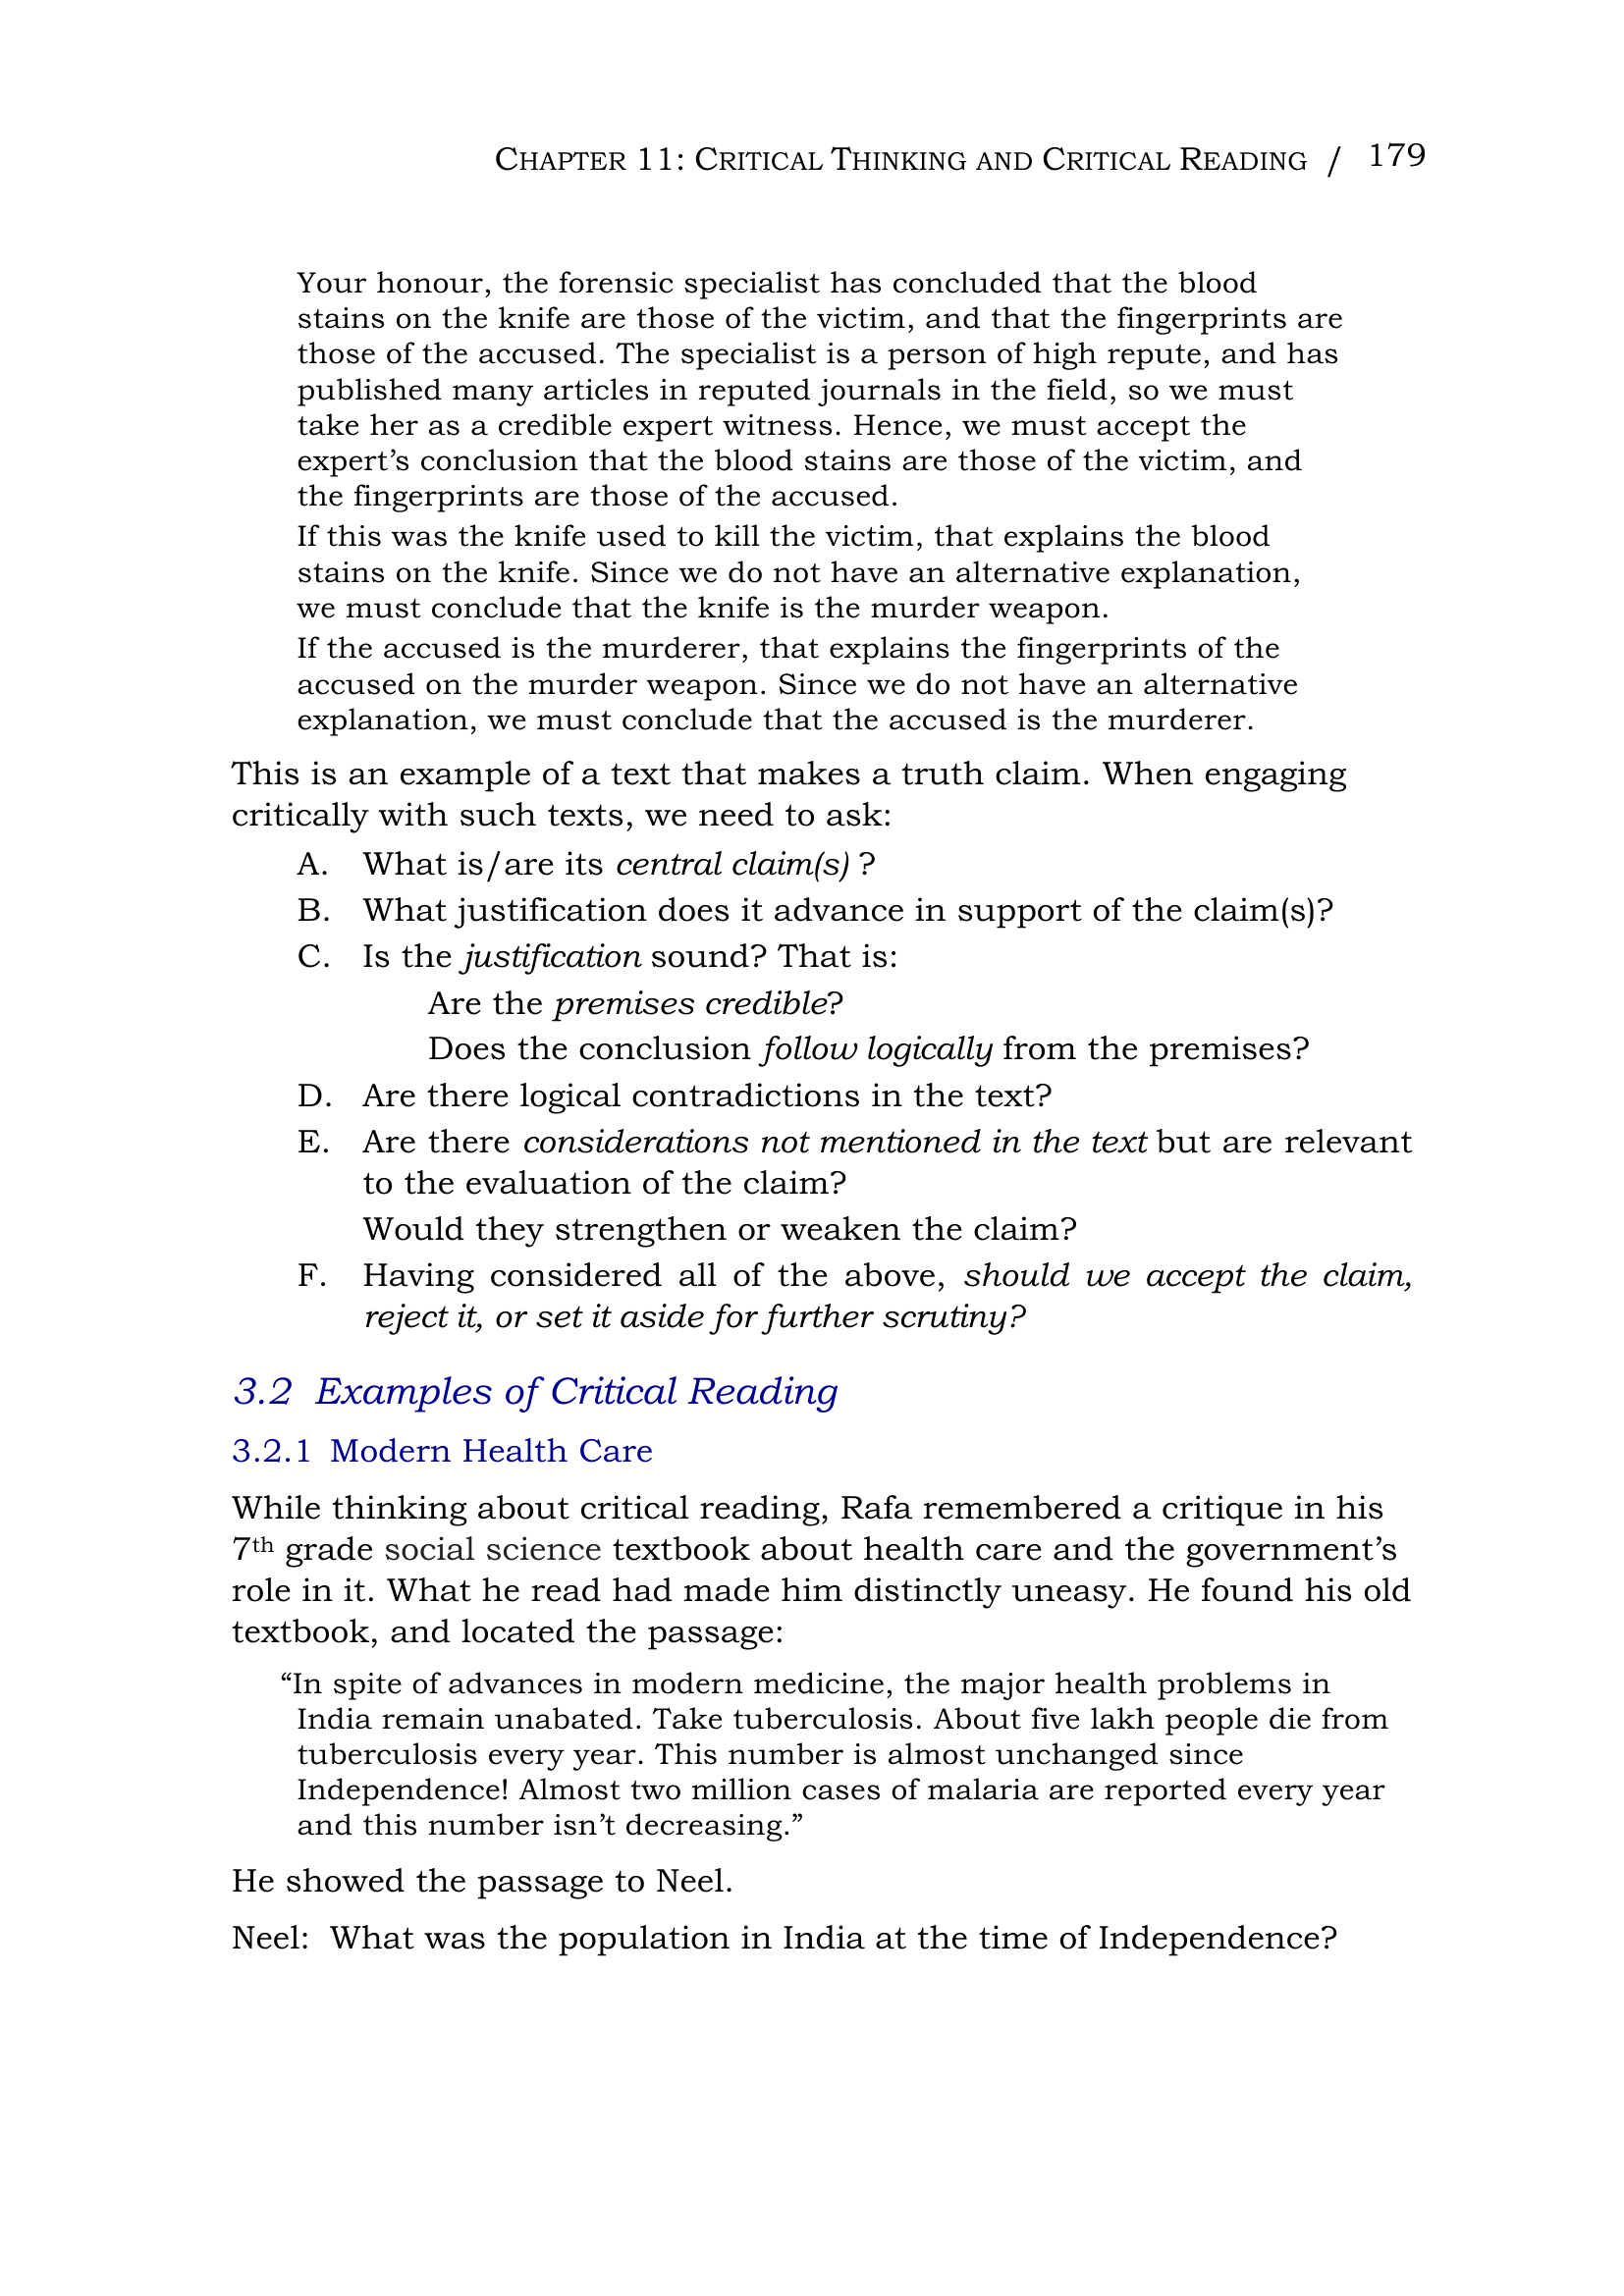 CHAPTER 11: CRITICAL THINKING AND CRITICAL READING / 179
Your honour, the forensic specialist has concluded that the blood
stains on the knife are those of the victim, and that the fingerprints are
those of the accused. The specialist is a person of high repute, and has
published many articles in reputed journals in the field, so we must
take her as a credible expert witness. Hence, we must accept the
expert’s conclusion that the blood stains are those of the victim, and
the fingerprints are those of the accused.
If this was the knife used to kill the victim, that explains the blood
stains on the knife. Since we do not have an alternative explanation,
we must conclude that the knife is the murder weapon.
If the accused is the murderer, that explains the fingerprints of the
accused on the murder weapon. Since we do not have an alternative
explanation, we must conclude that the accused is the murderer.
This is an example of a text that makes a truth claim. When engaging
critically with such texts, we need to ask:
A. What is/are its central claim(s) ?
B. What justification does it advance in support of the claim(s)?
C. Is the justification sound? That is:
Are the premises credible?
Does the conclusion follow logically from the premises?
D. Are there logical contradictions in the text?
E. Are there considerations not mentioned in the text but are relevant
to the evaluation of the claim?
Would they strengthen or weaken the claim?
F. Having considered all of the above, should we accept the claim,
reject it, or set it aside for further scrutiny?
3.2 Examples of Critical Reading
3.2.1 Modern Health Care
While thinking about critical reading, Rafa remembered a critique in his
7th grade social science textbook about health care and the government’s
role in it. What he read had made him distinctly uneasy. He found his old
textbook, and located the passage:
“In spite of advances in modern medicine, the major health problems in
India remain unabated. Take tuberculosis. About five lakh people die from
tuberculosis every year. This number is almost unchanged since
Independence! Almost two million cases of malaria are reported every year
and this number isn’t decreasing.”
He showed the passage to Neel.
Neel: What was the population in India at the time of Independence?